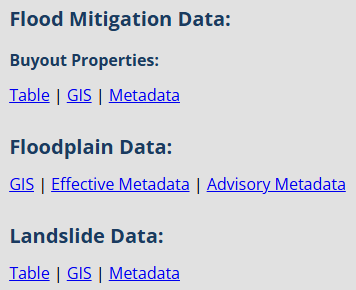 Flood Mitigation Data:
Buyout Properties:
Table | GIS | Metadata
Floodplain Data:
GIS | Effective Metadata | Advisory Metadata
Landslide Data:
Table | GIS | Metadata